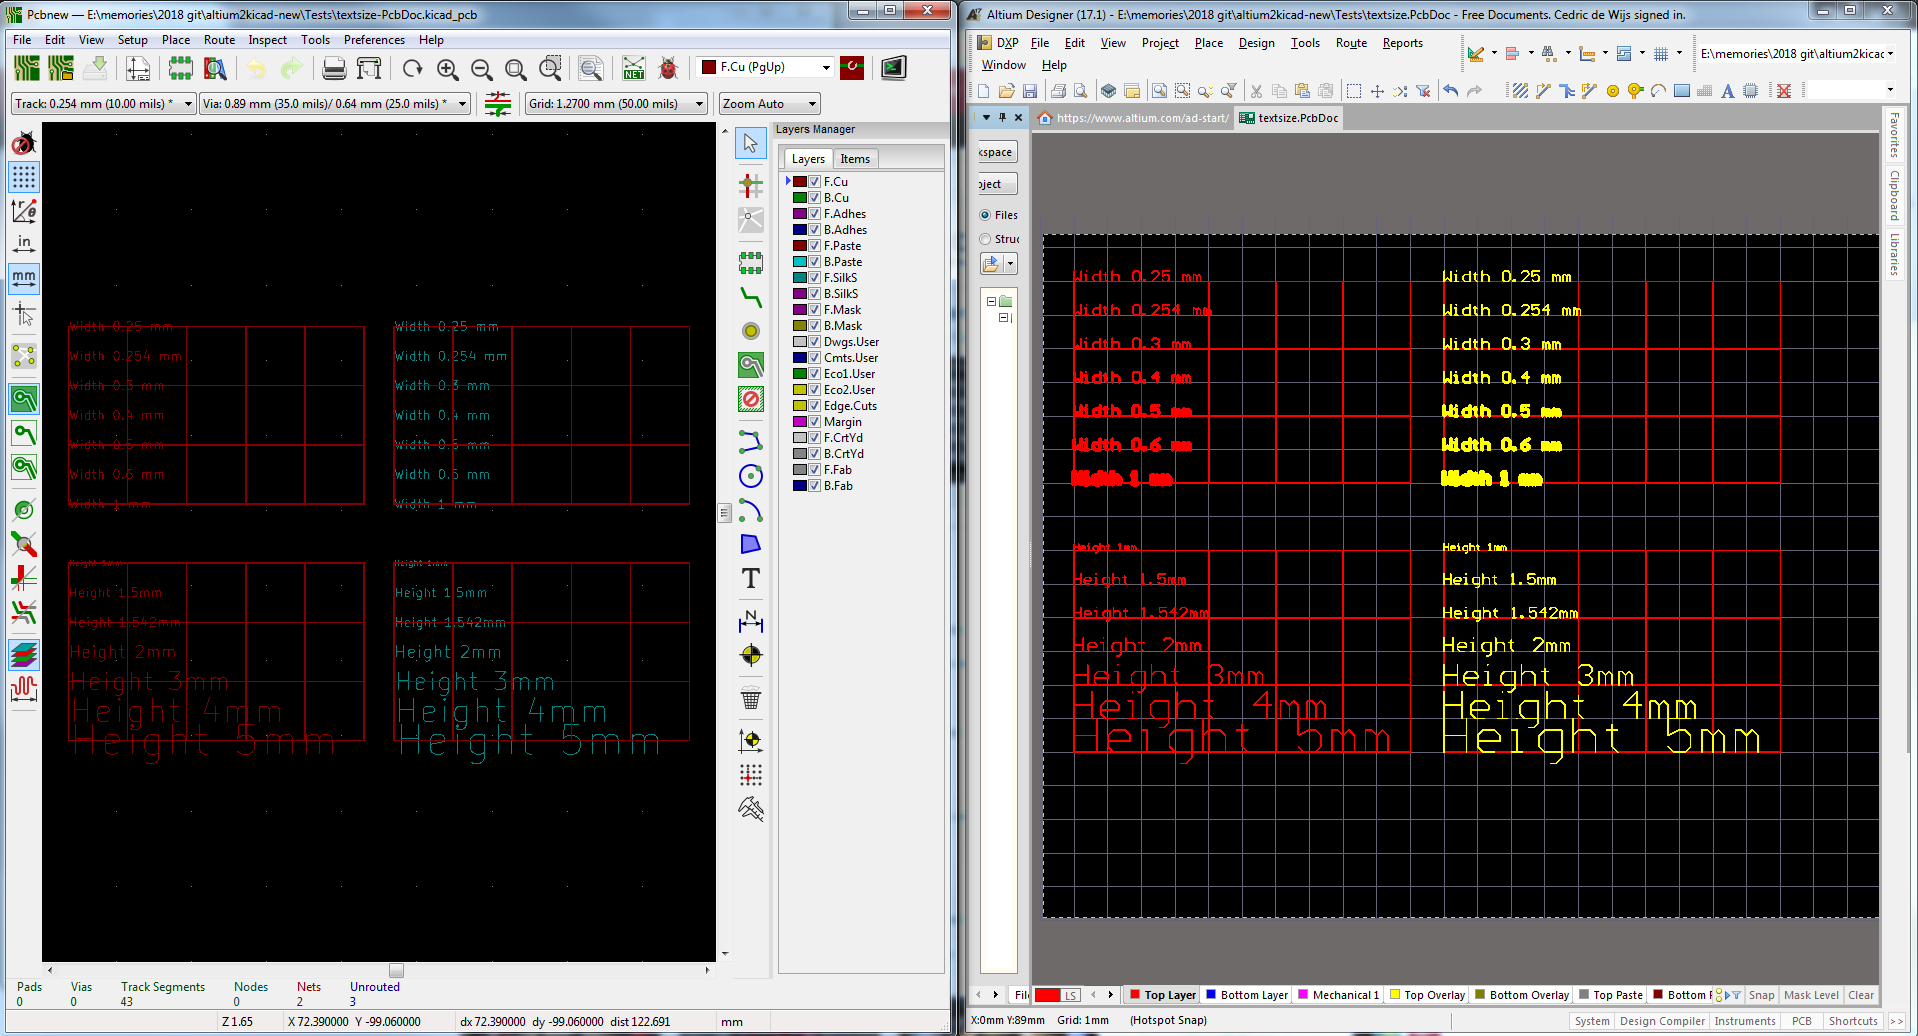 Pcbnew — E:\memories\2018 git\altium2kicad-new\Tests\textsize-PcbDoc.kicad_pcb
File Edit View Setup Place Route Inspect Tools Preferences Help
NET
F.Cu (PgUp)
Track: 0.254 mm (10.00 mils) *
Via: 0.89 mm (35.0 mils)/ 0.64 mm (25.0 mils) *
Grid: 1.2700 mm (50.00 mils)
Zoom Auto
in
mm
Width 0.25 mm
Width 0.254 mm
Width 0.3 mm
Width 0.4 mm
Width 0.5 mm
Width 0.6 mm
Width 1 mm
Height 1mm
Height 1.5mm
Height 1.542mm
Height 2mm
Height 3mm
Height 4mm
Height 5mm
Width 0.25 mm
Width 0.254 mm
Width 0.3 mm
Width 0.4 mm
Width 0.5 mm
Width 0.6 mm
Width 1 mm
Height 1mm
Height 1.5mm
Height 1.542mm
Height 2mm
Height 3mm
Height 4mm
Height 5mm
Layers Manager
Layers Items
F.Cu
B.Cu
F.Adhes
B.Adhes
F.Paste
B.Paste
F.SilkS
B.SilkS
F.Mask
B.Mask
Dwgs.User
Cmts.User
Eco1.User
Eco2.User
Edge.Cuts
Margin
F.CrtYd
B.CrtYd
F.Fab
B.Fab
Pads Vias Track Segments Nodes Nets Unrouted
0 0 43 0 2 3
Z 1.65 X 72.390000 Y -99.060000 dx 72.390000 dy -99.060000 dist 122.691 mm
Altium Designer (17.1) - E:\memories\2018 git\altium2kicad-new\Tests\textsize.PcbDoc - Free Documents. Cedric de Wijs signed in.
DXP File Edit View Project Place Design Tools Route Reports
Window Help
E:\memories\2018 git\altium2kicac
https://www.altium.com/ad-start/
textsize.PcbDoc
kspace
oject
Files
Struc
Favorites
Clipboard
Libraries
Width 0.25 mm
Width 0.254 mm
Width 0.3 mm
Width 0.4 mm
Width 0.5 mm
Width 0.6 mm
Width 1 mm
Height 1mm
Height 1.5mm
Height 1.542mm
Height 2mm
Height 3mm
Height 4mm
Height 5mm
Width 0.25 mm
Width 0.254 mm
Width 0.3 mm
Width 0.4 mm
Width 0.5 mm
Width 0.6 mm
Width 1 mm
Height 1mm
Height 1.5mm
Height 1.542mm
Height 2mm
Height 3mm
Height 4mm
Height 5mm
File LS Top Layer Bottom Layer Mechanical 1 Top Overlay Bottom Overlay Top Paste Bottom Snap Mask Level Clear
X:0mm Y:89mm Grid: 1mm (Hotspot Snap)
System Design Compiler Instruments PCB Shortcuts >>